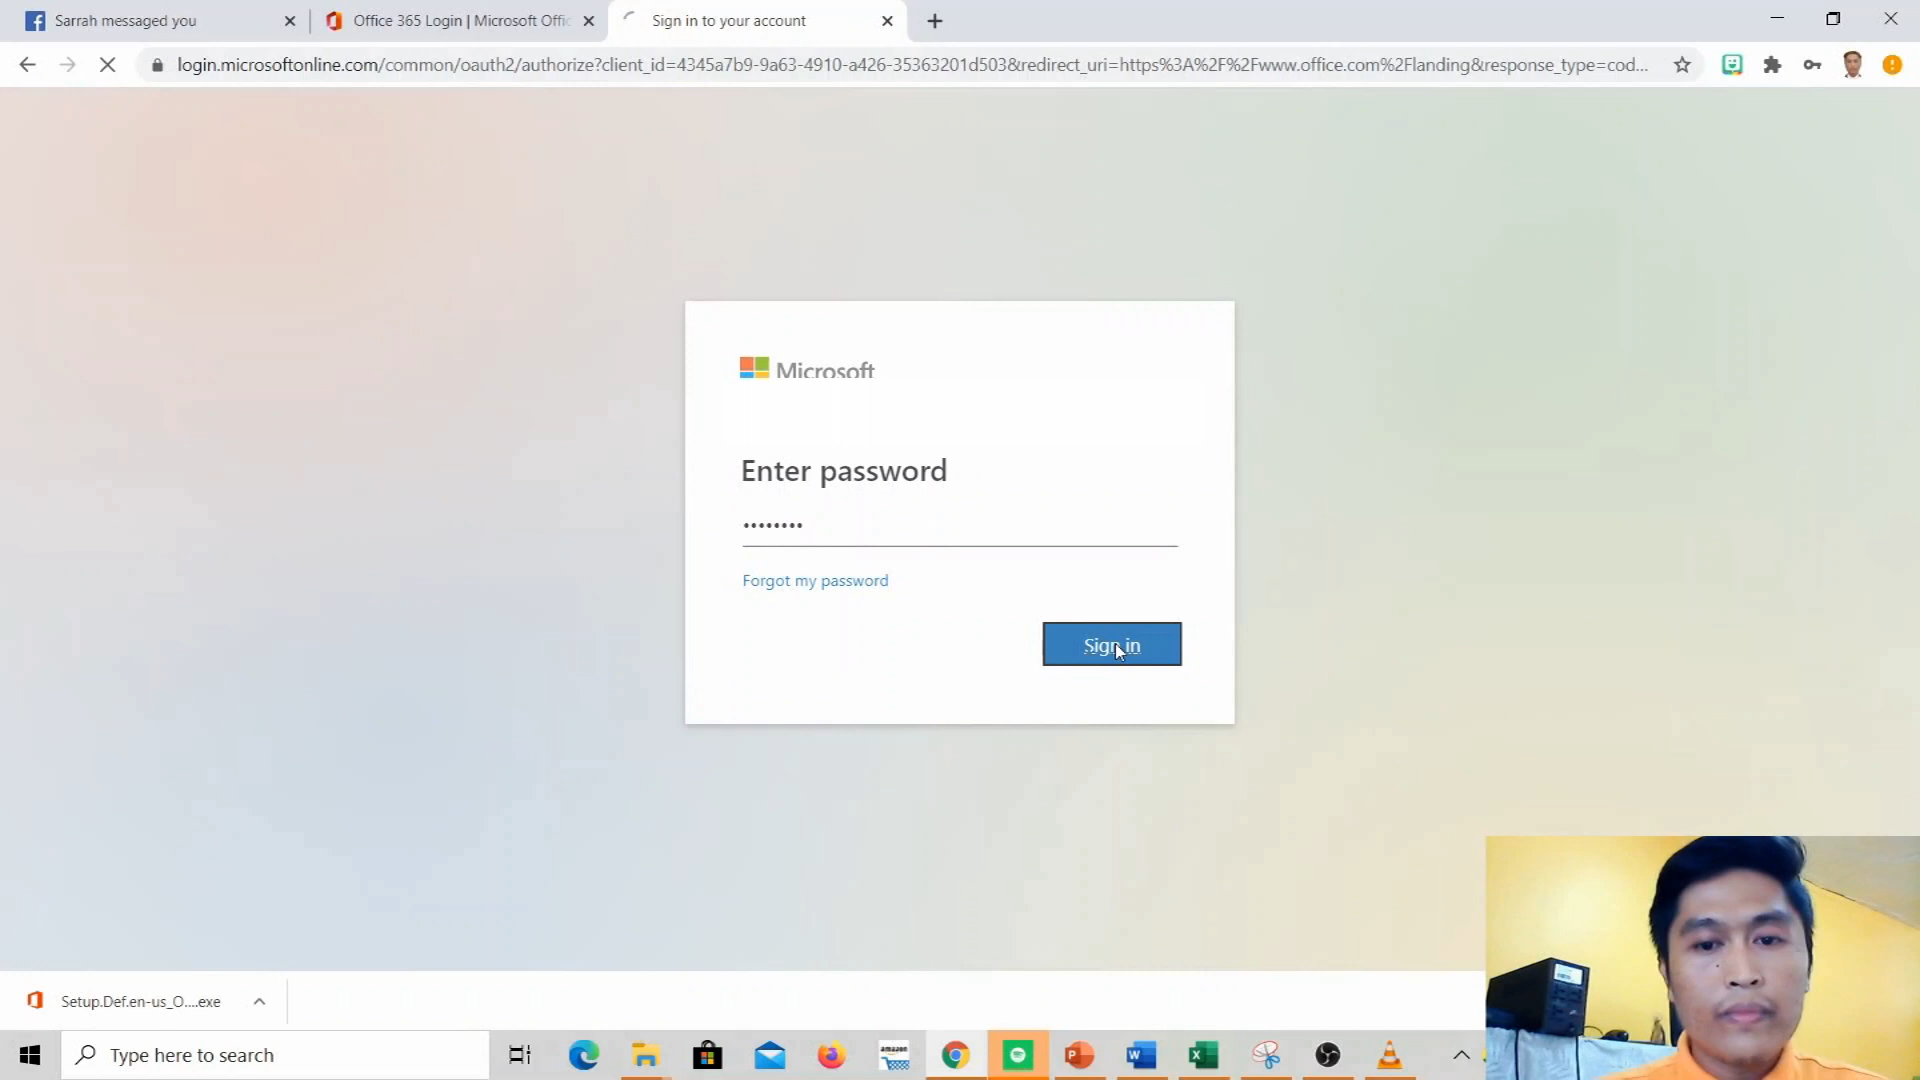 Sarrah messaged you
Office 365 Login | Microsoft Offic
Sign in to your account
login.microsoftonline.com/common/oauth2/authorize?client_id=4345a7b9-9a63-4910-a426-35363201d503&redirect_uri=https%3A%2F%2Fwww.office.com%2Flanding&response_type=cod...
Microsoft
Enter password
••••••••
Forgot my password
Sign in
Setup.Def.en-us_O....exe
Type here to search
amazon